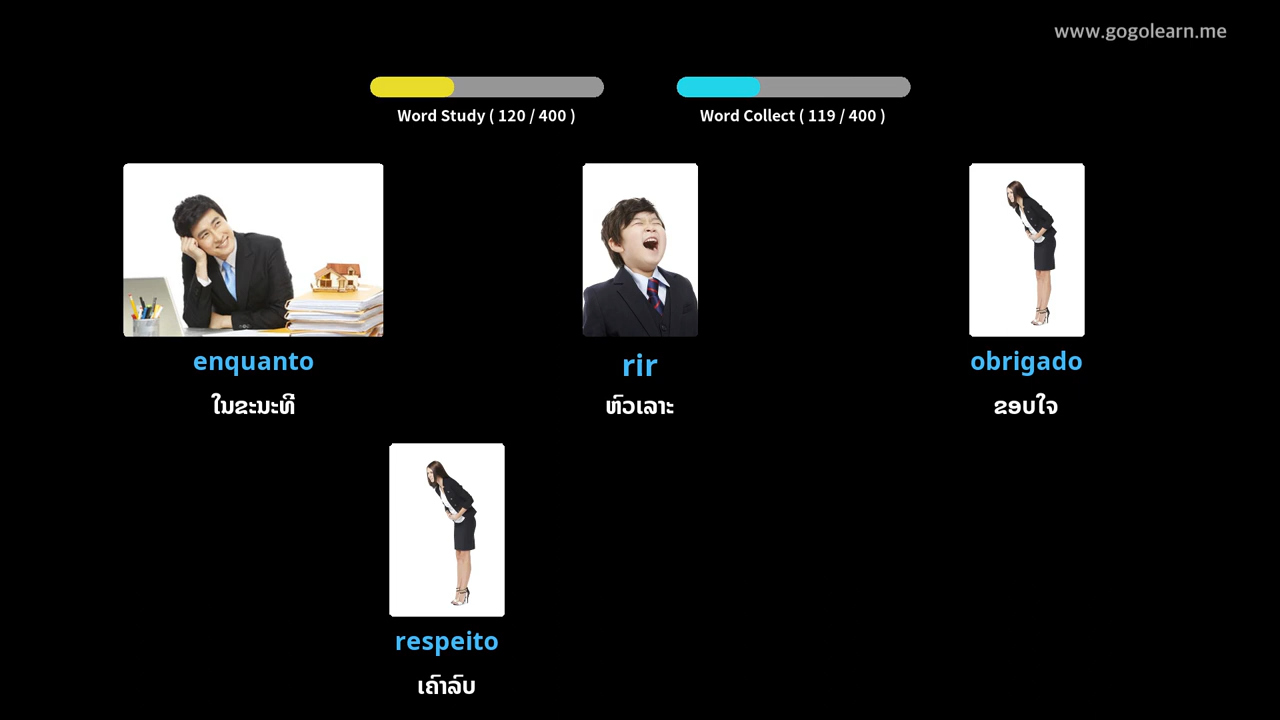 www.gogolearn.me
Word Study ( 120 / 400 )
Word Collect ( 119 / 400 )
enquanto
ໃນຂະນະທີ
rir
ຫົວເລາະ
obrigado
ຂອບໃຈ
respeito
ເຄົາລົບ